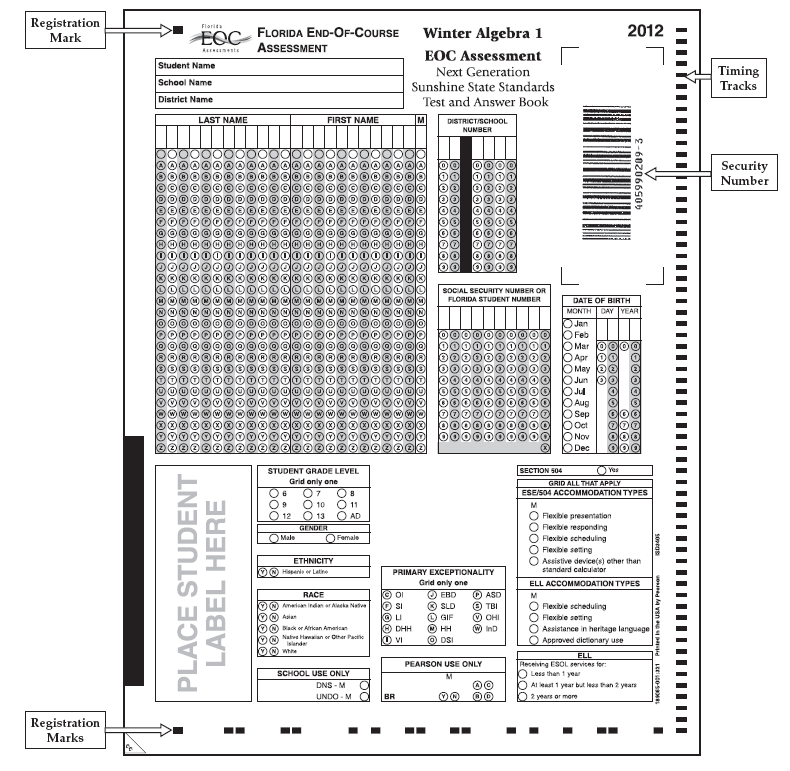 Registration
Mark
Florida
EOC
Assessments
FLORIDA END-OF-COURSE
ASSESSMENT
Winter Algebra 1
EOC Assessment
Next Generation
Sunshine State Standards
Test and Answer Book
2012
Timing
Tracks
Security
Number
405990289-3
Student Name
School Name
District Name
LAST NAME
FIRST NAME
M
DISTRICT/SCHOOL
NUMBER
SOCIAL SECURITY NUMBER OR
FLORIDA STUDENT NUMBER
DATE OF BIRTH
MONTH DAY YEAR
Jan
Feb
Mar
Apr
May
Jun
Jul
Aug
Sep
Oct
Nov
Dec
PLACE STUDENT
LABEL HERE
STUDENT GRADE LEVEL
Grid only one
6 7 8
9 10 11
12 13 AD
GENDER
Male Female
ETHNICITY
Y N Hispanic or Latino
RACE
Y N American Indian or Alaska Native
Y N Asian
Y N Black or African American
Y N Native Hawaiian or Other Pacific
Islander
Y N White
SCHOOL USE ONLY
DNS - M
UNDO - M
PRIMARY EXCEPTIONALITY
Grid only one
C OI J EBD P ASD
F SI K SLD S TBI
G LI L GIF V OHI
H DHH M HH W InD
I VI O DSI
PEARSON USE ONLY
M
A C
BR Y N B D
SECTION 504 Yes
GRID ALL THAT APPLY
ESE/504 ACCOMMODATION TYPES
M
Flexible presentation
Flexible responding
Flexible scheduling
Flexible setting
Assistive device(s) other than
standard calculator
ELL ACCOMMODATION TYPES
M
Flexible scheduling
Flexible setting
Assistance in heritage language
Approved dictionary use
ELL
Receiving ESOL services for:
Less than 1 year
At least 1 year but less than 2 years
2 years or more
Printed in the USA by Pearson
Registration
Marks